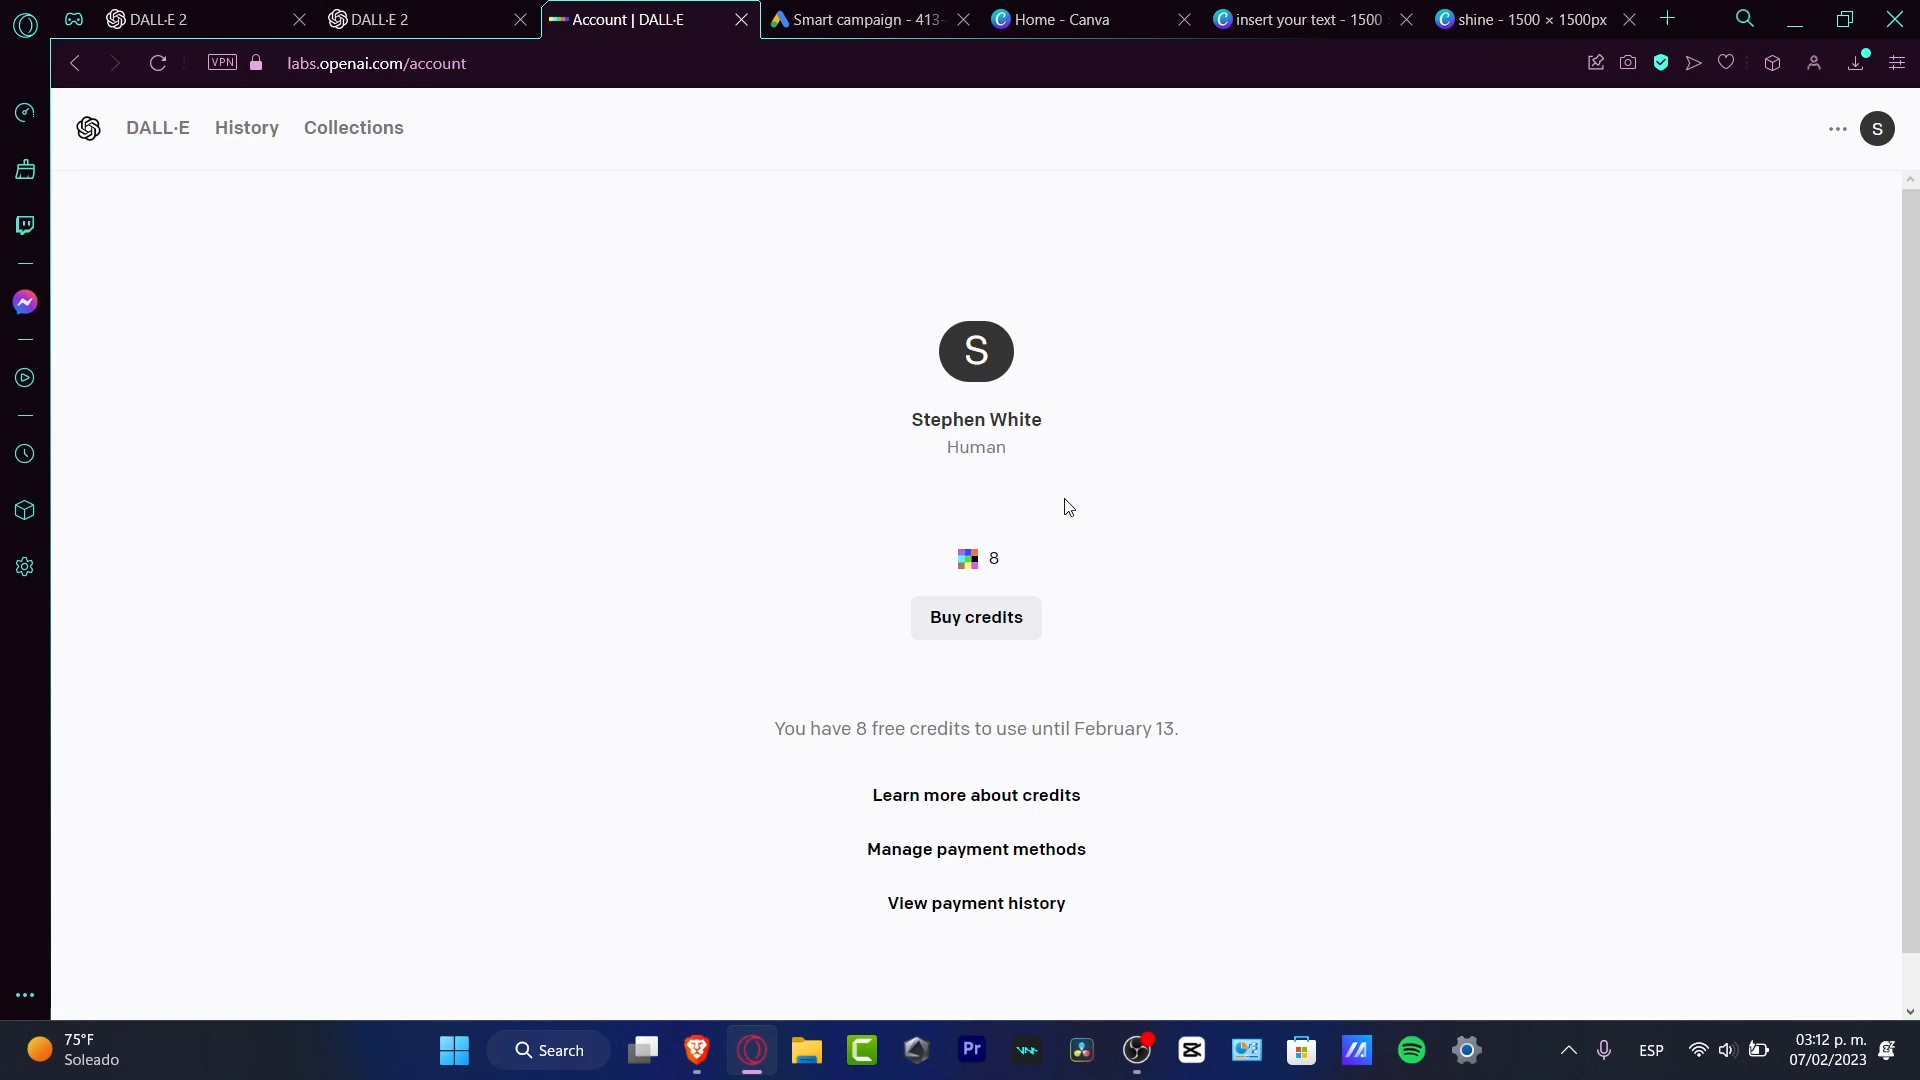 DALL·E 2
DALL·E 2
Account | DALL·E
Smart campaign - 413-
Home - Canva
insert your text - 1500
shine - 1500 × 1500px
VPN
labs.openai.com/account
DALL·E
History
Collections
S
S
Stephen White
Human
8
Buy credits
You have 8 free credits to use until February 13.
Learn more about credits
Manage payment methods
View payment history
75°F
Soleado
Search
Pr
ESP
03:12 p. m.
07/02/2023